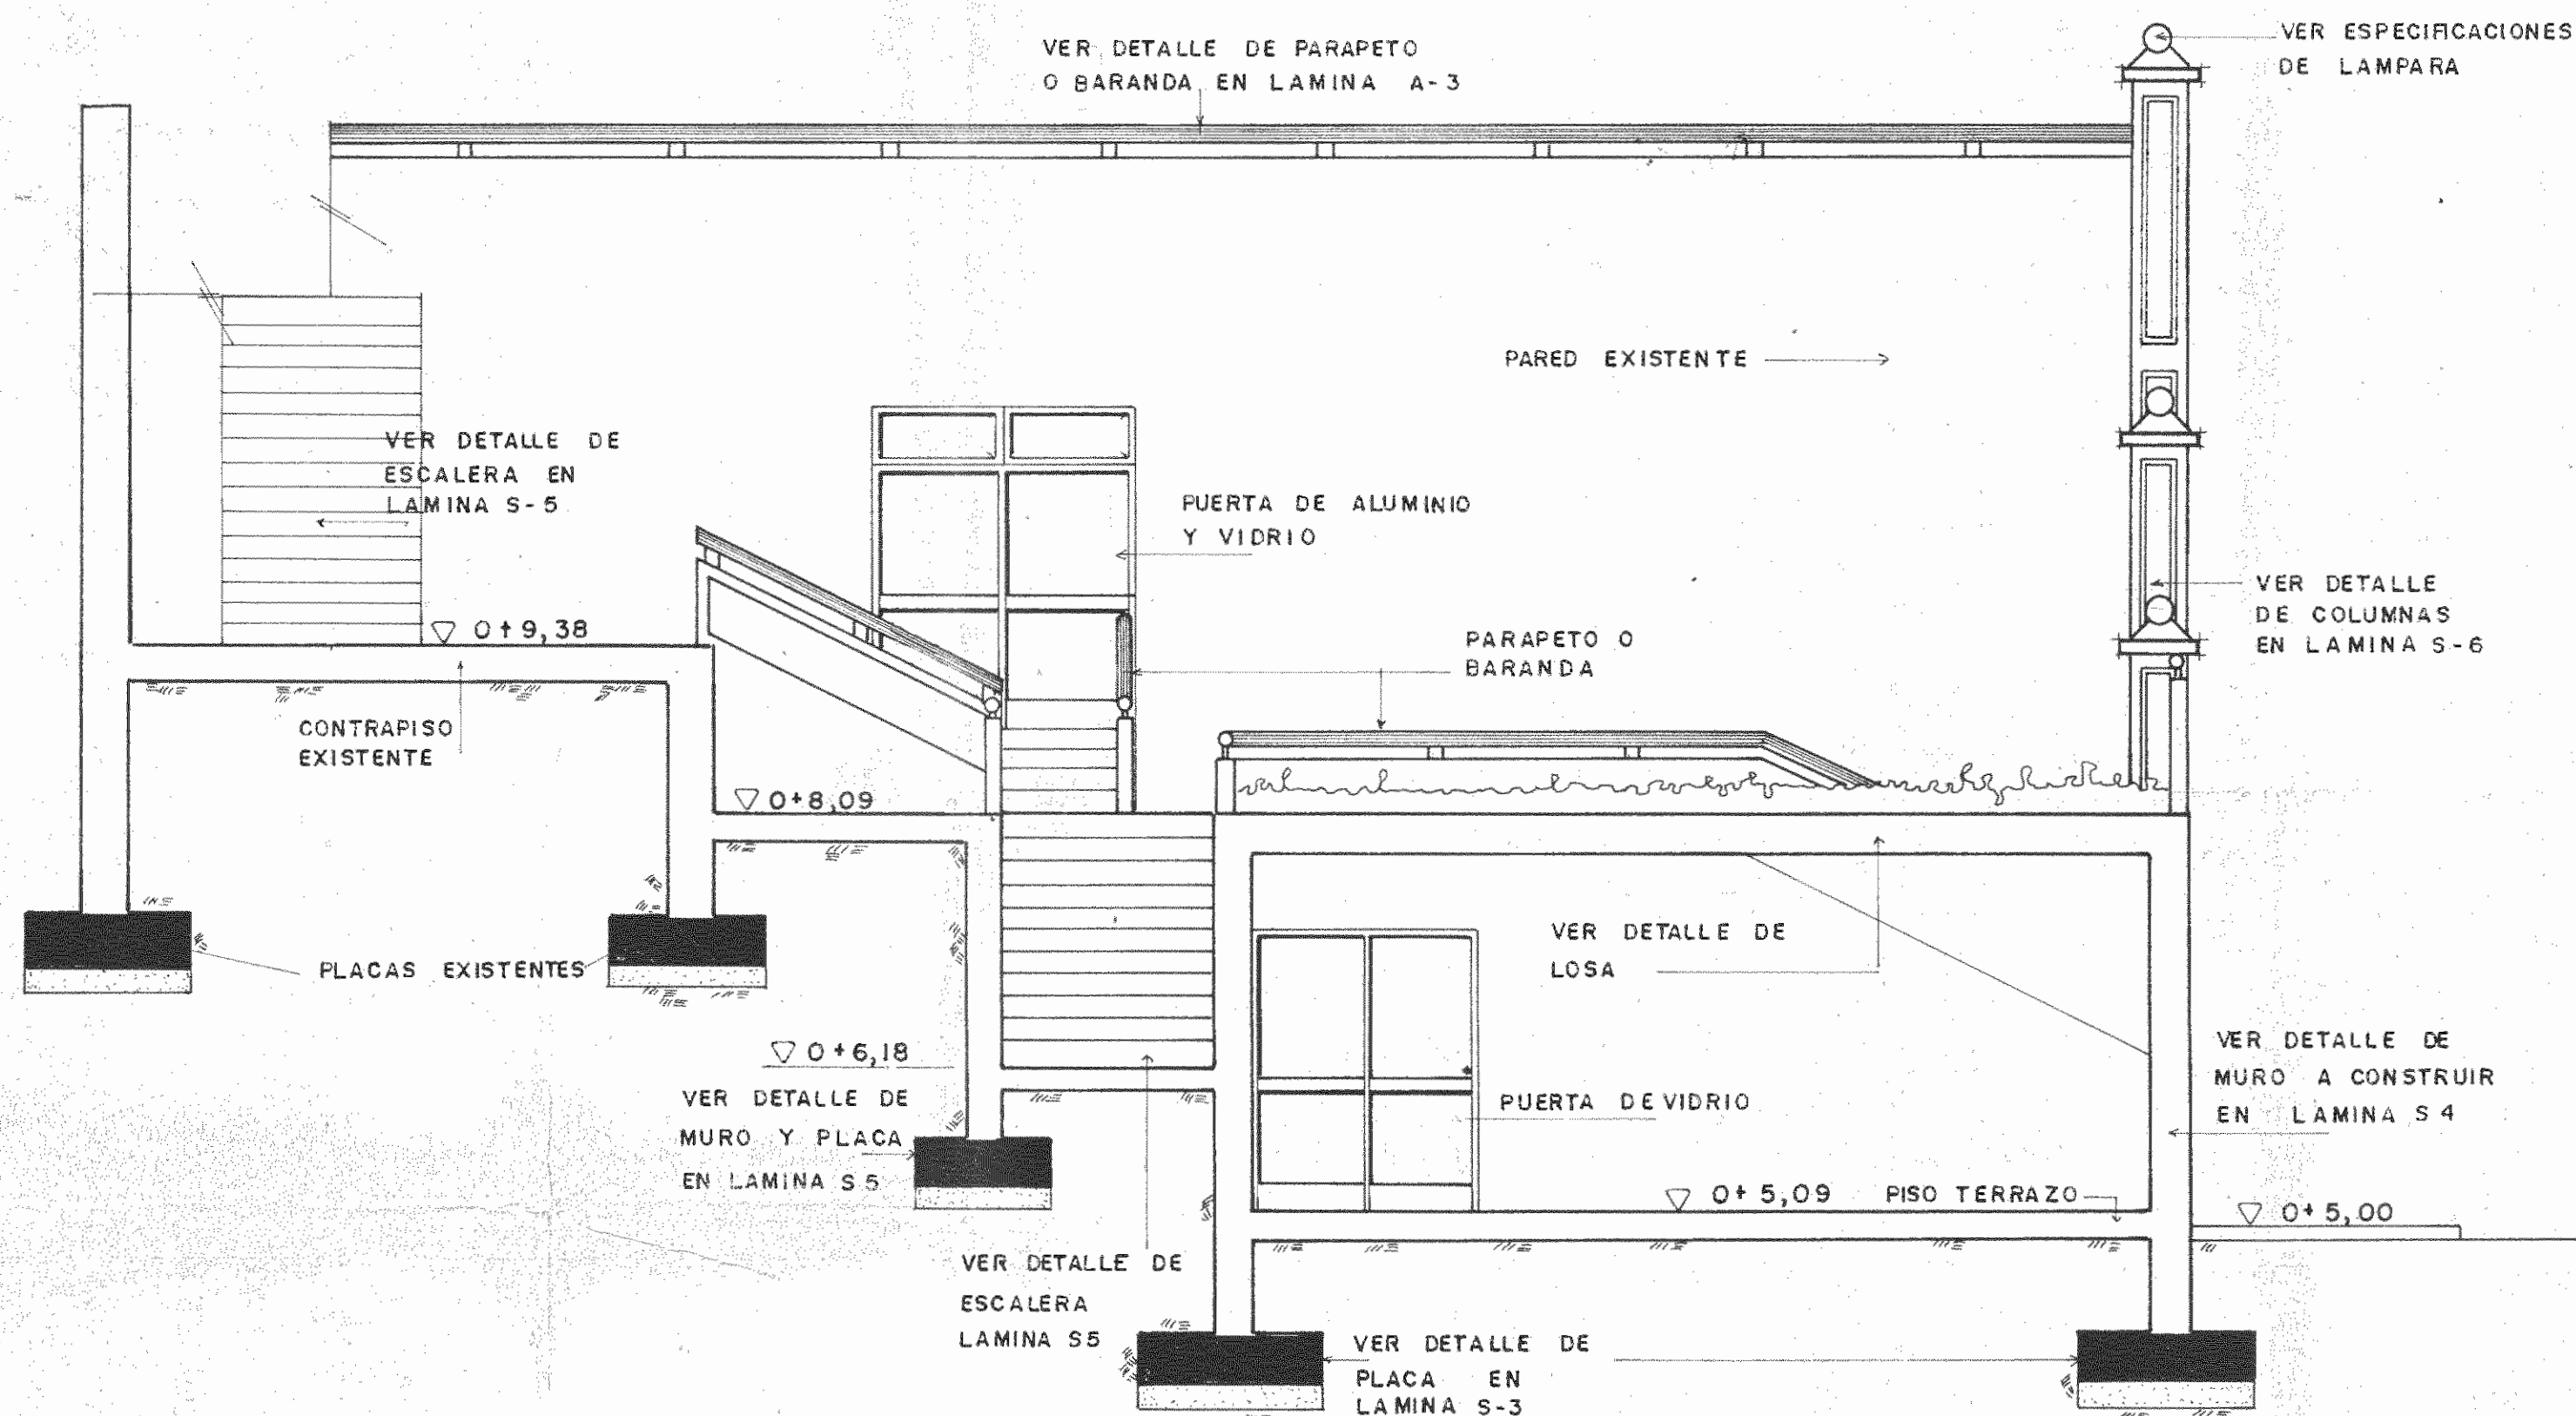 VER DETALLE DE PARAPETO
O BARANDA EN LAMINA A-3
VER ESPECIFICACIONES
DE LAMPARA
PARED EXISTENTE
VER DETALLE DE
ESCALERA EN
LAMINA S-5
PUERTA DE ALUMINIO
Y VIDRIO
VER DETALLE
DE COLUMNAS
EN LAMINA S-6
0+9,38
PARAPETO O
BARANDA
CONTRAPISO
EXISTENTE
0+8,09
PLACAS EXISTENTES
VER DETALLE DE
LOSA
0+6,18
VER DETALLE DE
MURO Y PLACA
EN LAMINA S5
PUERTA DE VIDRIO
VER DETALLE DE
MURO A CONSTRUIR
EN LAMINA S4
0+5,09 PISO TERRAZO
0+5,00
VER DETALLE DE
ESCALERA
LAMINA S5
VER DETALLE DE
PLACA EN
LAMINA S-3